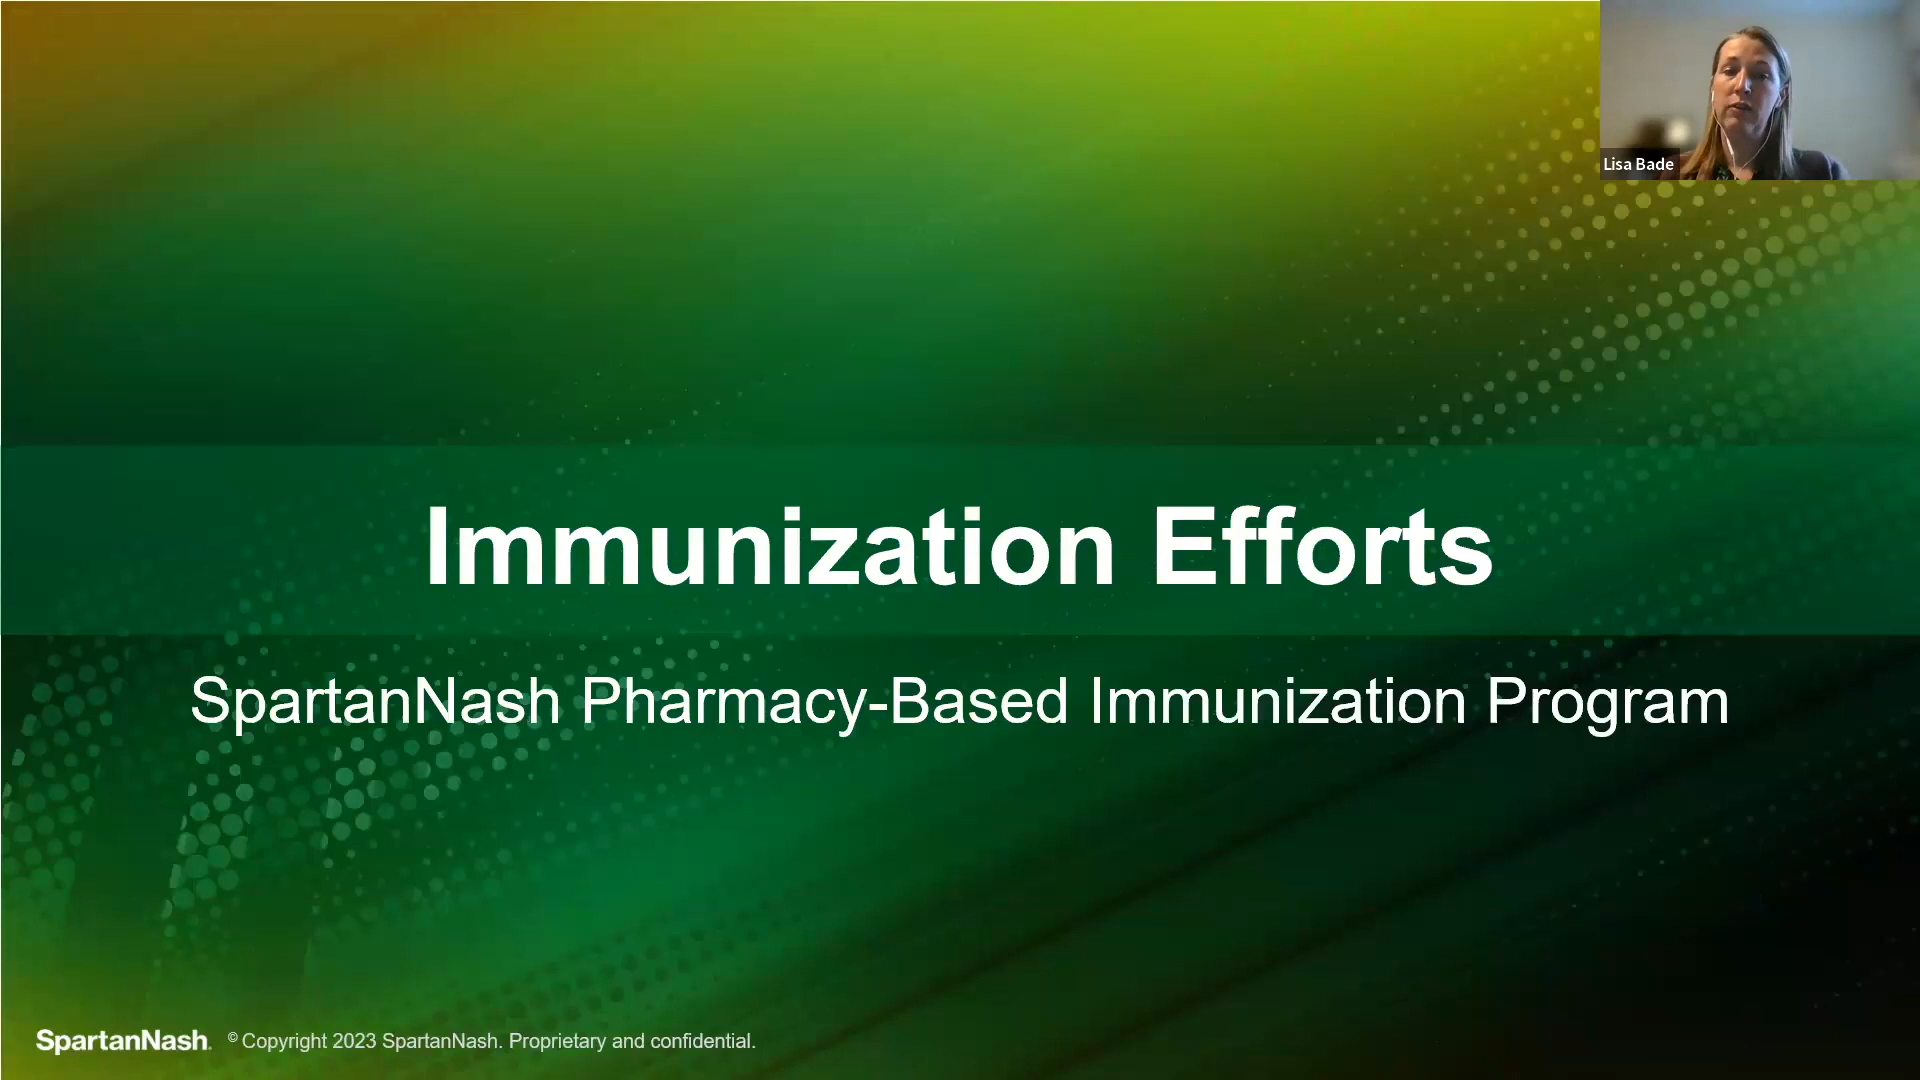 Lisa Bade
Immunization Efforts
SpartanNash Pharmacy-Based Immunization Program
SpartanNash. © Copyright 2023 SpartanNash. Proprietary and confidential.